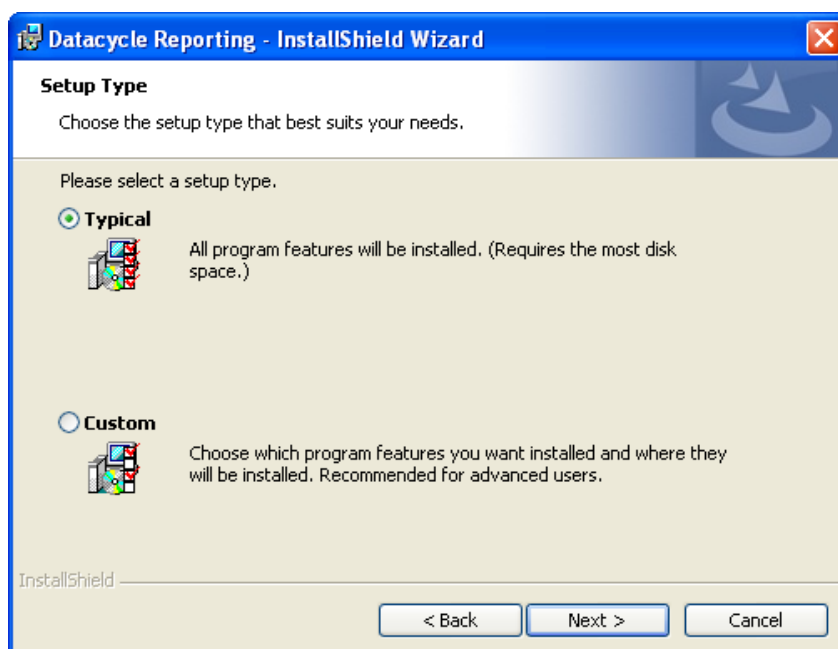 Datacycle Reporting - InstallShield Wizard
Setup Type
Choose the setup type that best suits your needs.
Please select a setup type.
Typical
All program features will be installed. (Requires the most disk
space.)
Custom
Choose which program features you want installed and where they
will be installed. Recommended for advanced users.
InstallShield
< Back
Next >
Cancel